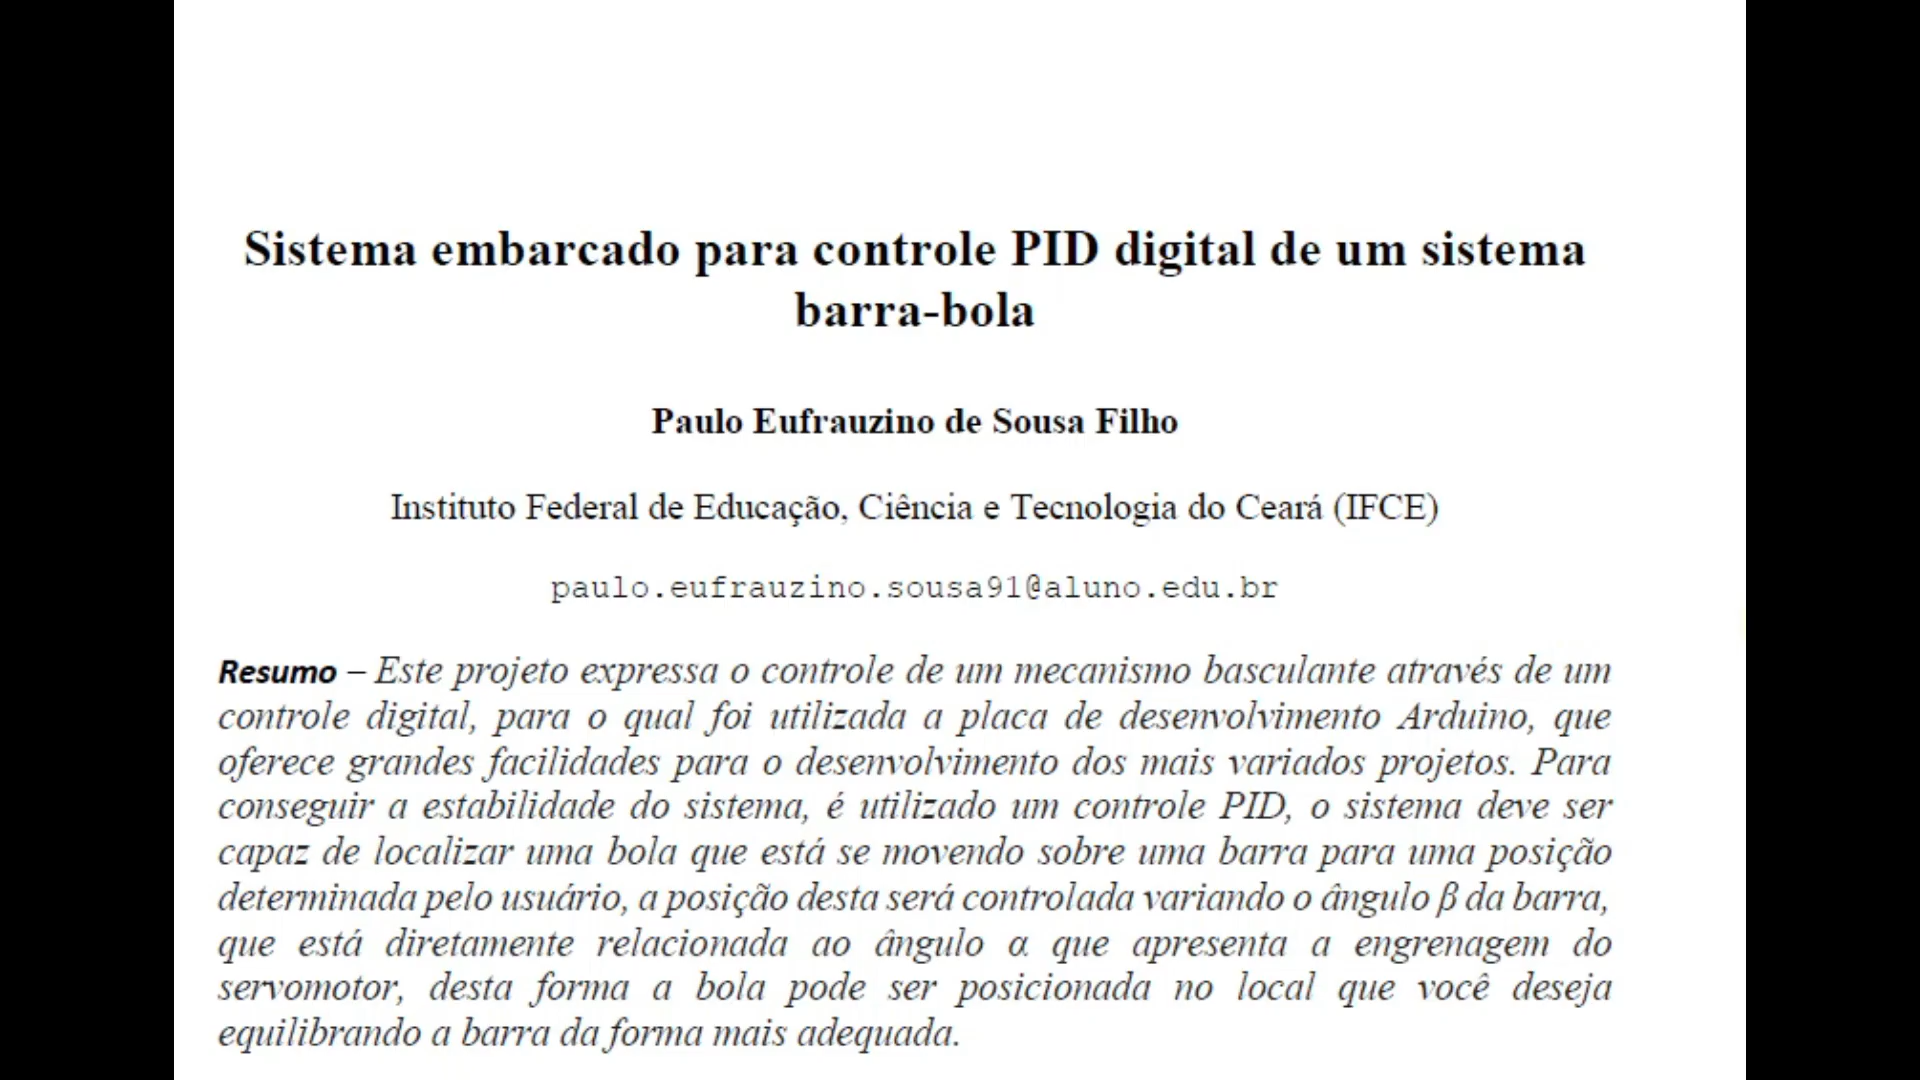 Sistema embarcado para controle PID digital de um sistema
barra-bola
Paulo Eufrauzino de Sousa Filho
Instituto Federal de Educação, Ciência e Tecnologia do Ceará (IFCE)
paulo.eufrauzino.sousa91@aluno.edu.br
Resumo – Este projeto expressa o controle de um mecanismo basculante através de um
controle digital, para o qual foi utilizada a placa de desenvolvimento Arduino, que
oferece grandes facilidades para o desenvolvimento dos mais variados projetos. Para
conseguir a estabilidade do sistema, é utilizado um controle PID, o sistema deve ser
capaz de localizar uma bola que está se movendo sobre uma barra para uma posição
determinada pelo usuário, a posição desta será controlada variando o ângulo β da barra,
que está diretamente relacionada ao ângulo α que apresenta a engrenagem do
servomotor, desta forma a bola pode ser posicionada no local que você deseja
equilibrando a barra da forma mais adequada.